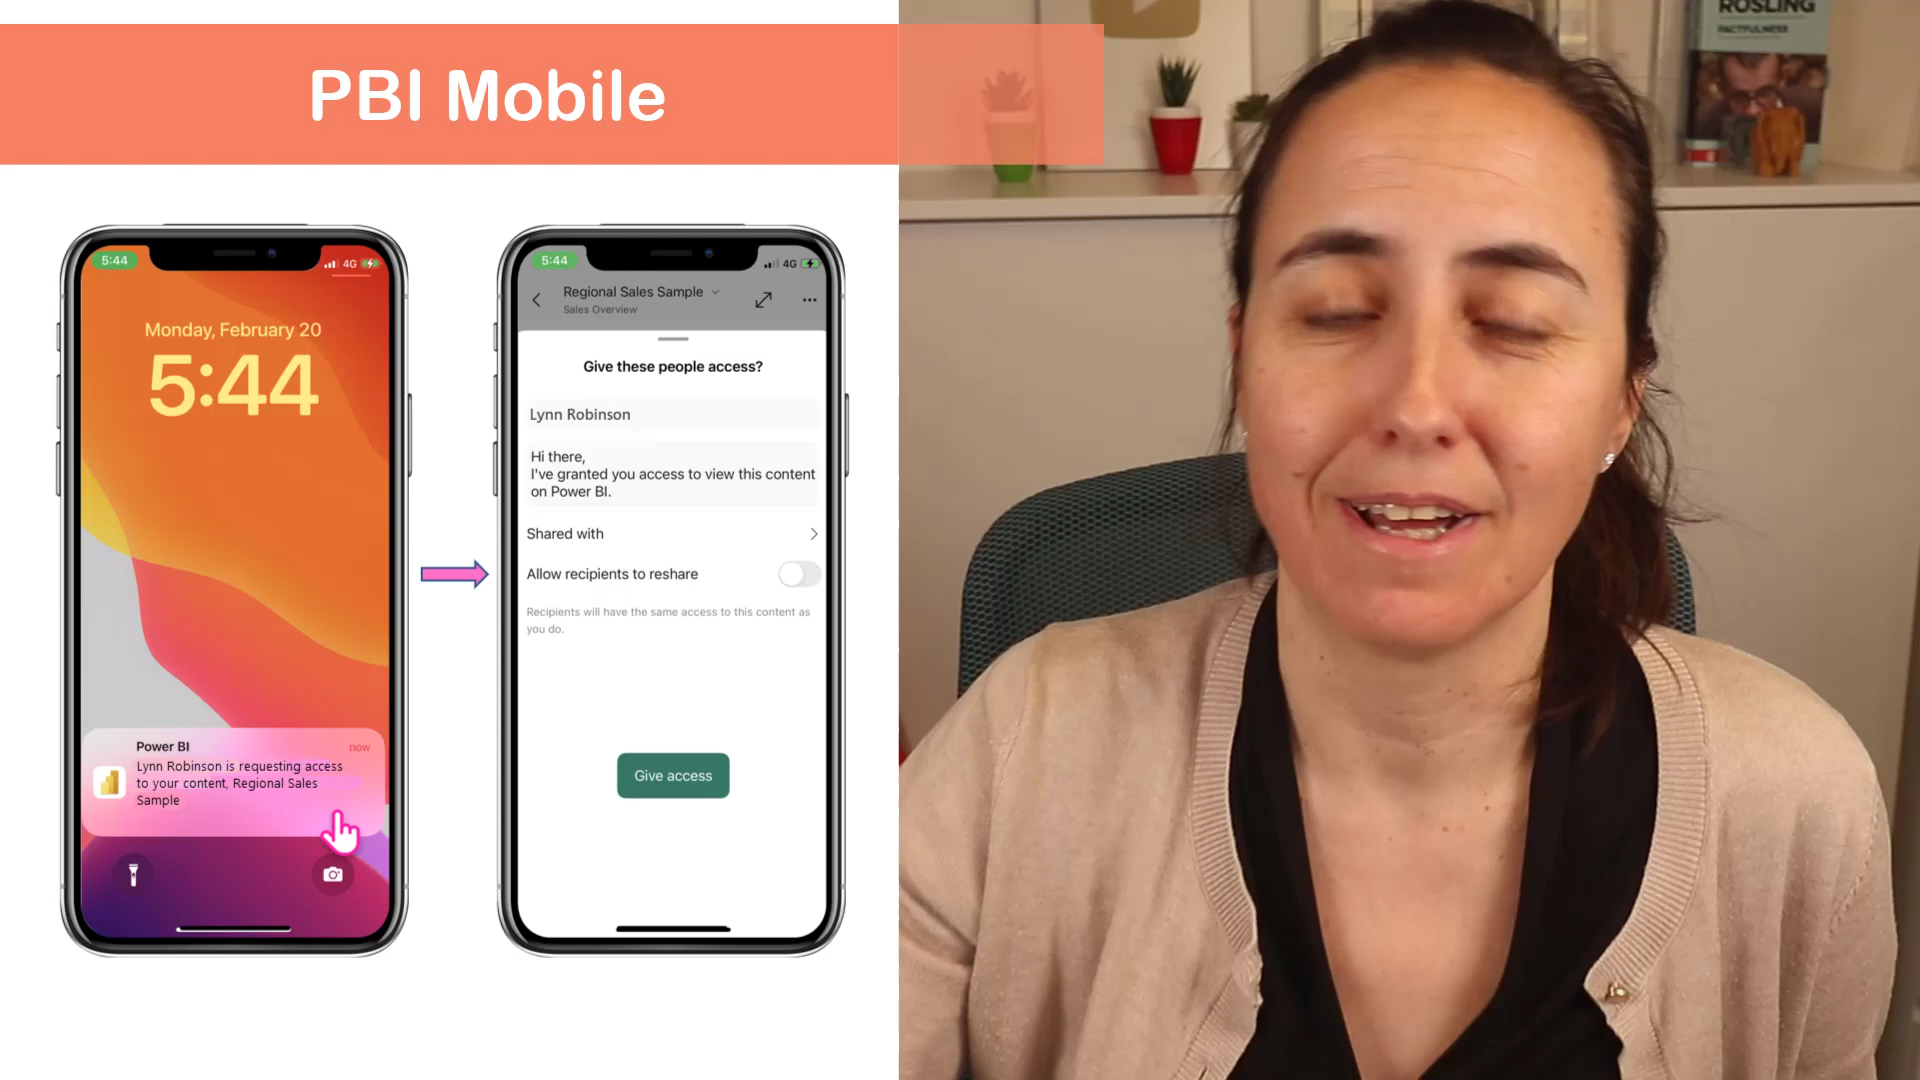 PBI Mobile
5:44
4G
Monday, February 20
5:44
Power BI
now
Lynn Robinson is requesting access
to your content, Regional Sales
Sample
5:44
4G
Regional Sales Sample
Sales Overview
Give these people access?
Lynn Robinson
Hi there,
I've granted you access to view this content
on Power BI.
Shared with
Allow recipients to reshare
Recipients will have the same access to this content as
you do.
Give access
ROSLING
FACTFULNESS